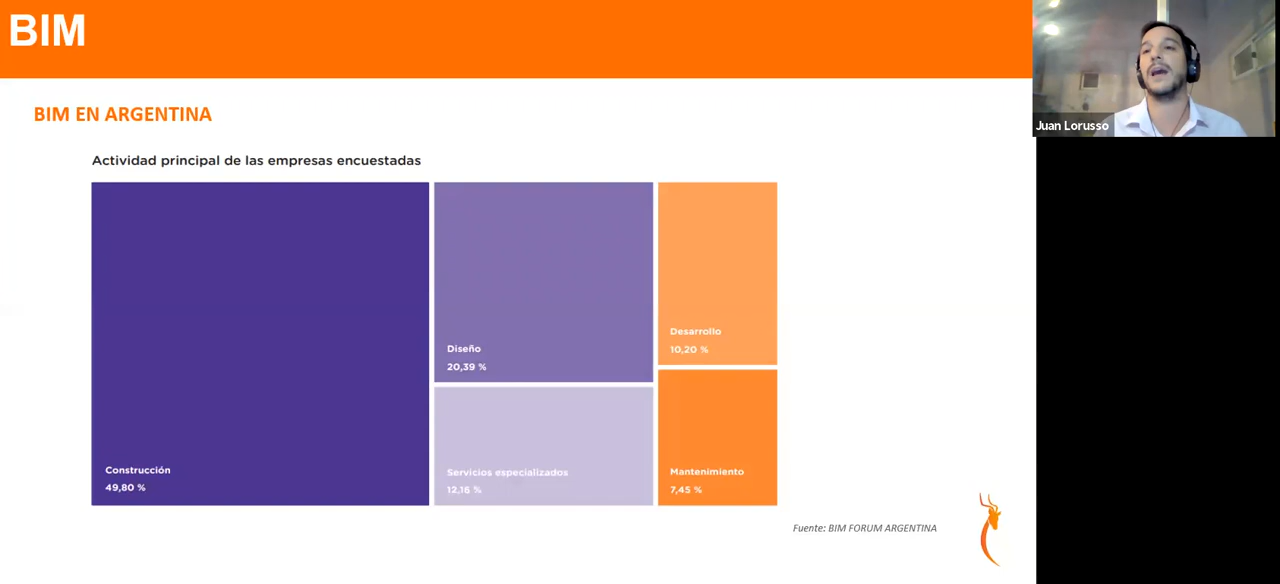 BIM
BIM EN ARGENTINA
Actividad principal de las empresas encuestadas
Construcción
49,80 %
Diseño
20,39 %
Servicios especializados
12,16 %
Desarrollo
10,20 %
Mantenimiento
7,45 %
Fuente: BIM FORUM ARGENTINA
Juan Lorusso